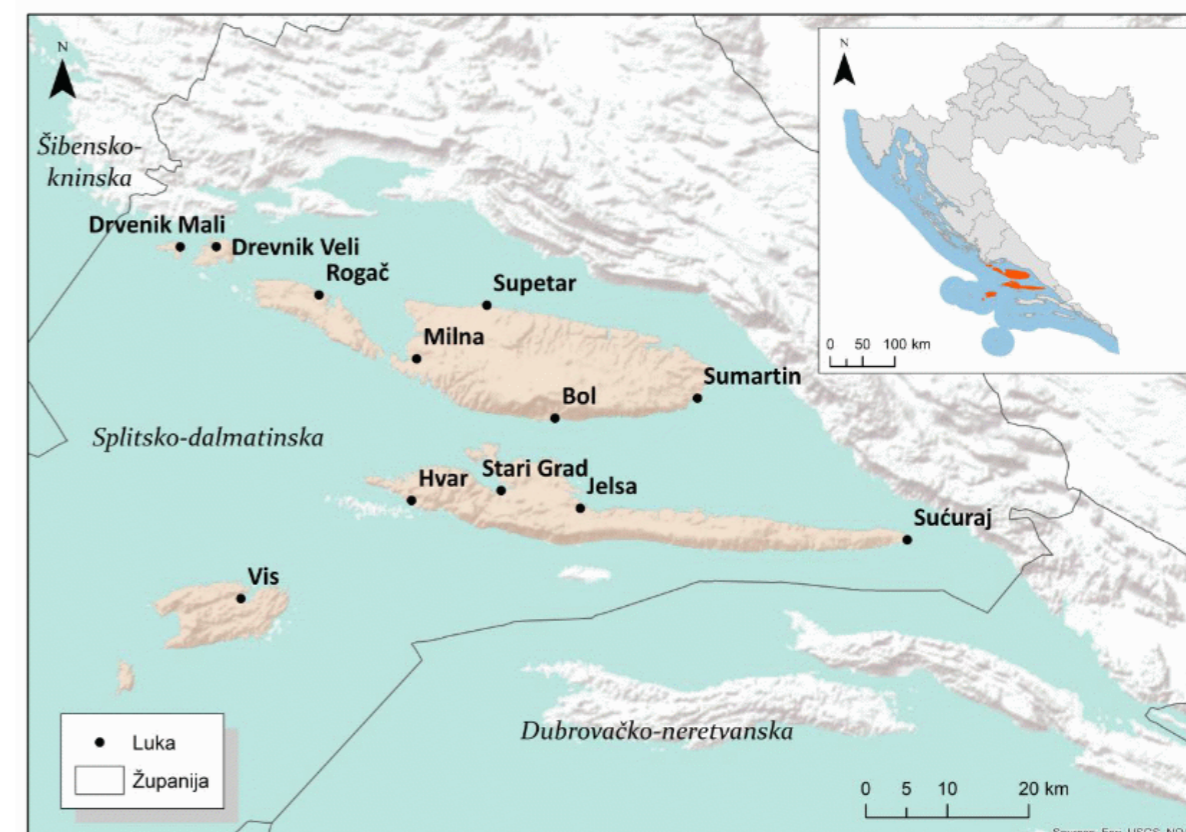 N
N
Šibensko-
kninska
Drvenik Mali
Drevnik Veli
Rogač
Supetar
0 50 100 km
Milna
Sumartin
Bol
Splitsko-dalmatinska
Stari Grad
Hvar
Jelsa
Sućuraj
Vis
Luka
Županija
Dubrovačko-neretvanska
0 5 10 20 km